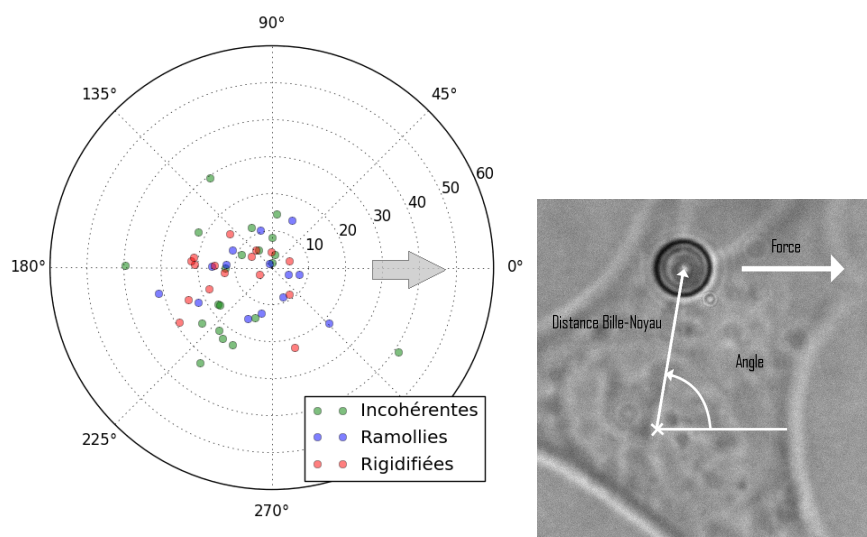 90°
135°
45°
60
50
40
30
20
10
180°
0°
225°
270°
Incohérentes
Ramollies
Rigidifiées
Force
Distance Bille-Noyau
Angle